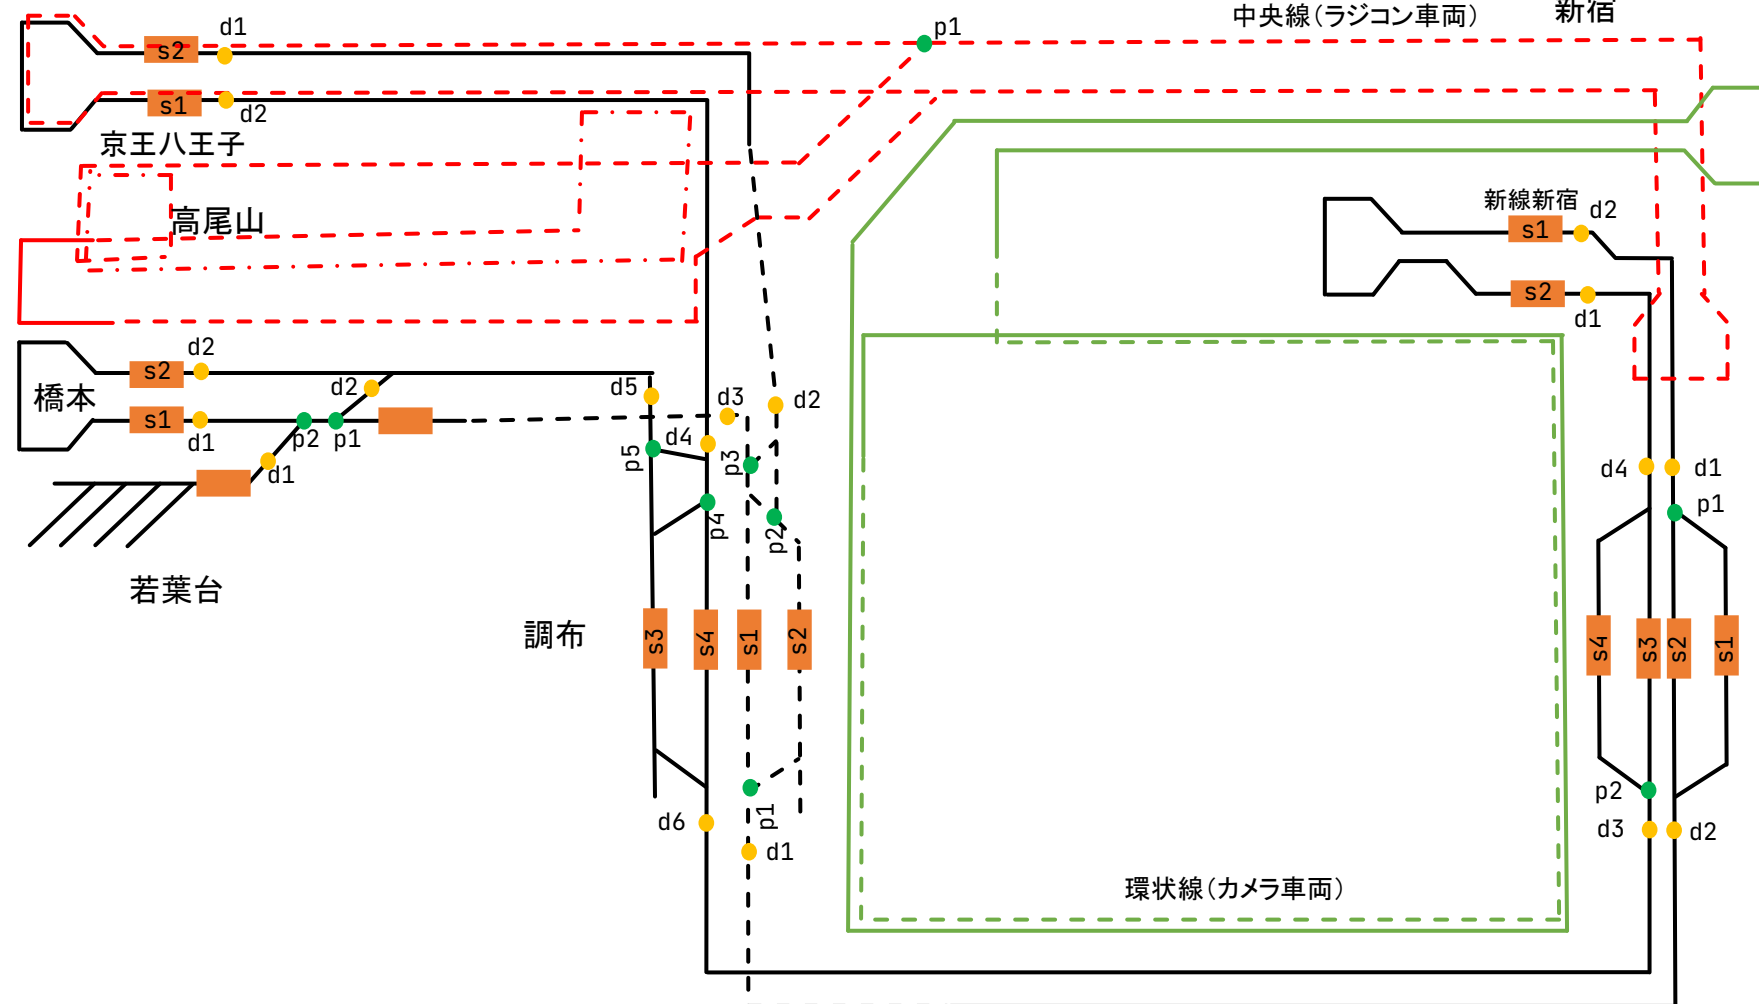 中央線（ラジコン車両）
新宿
p1
d1
s2
s1
d2
京王八王子
高尾山
新線新宿
d2
s1
s2
d1
d2
s2
橋本
s1
d1
d2
p2
p1
d1
若葉台
d5
d3
d2
p5
d4
p3
p4
p2
調布
s3
s4
s1
s2
d6
p1
d1
d4
d1
p1
s4
s3
s2
s1
p2
d3
d2
環状線（カメラ車両）